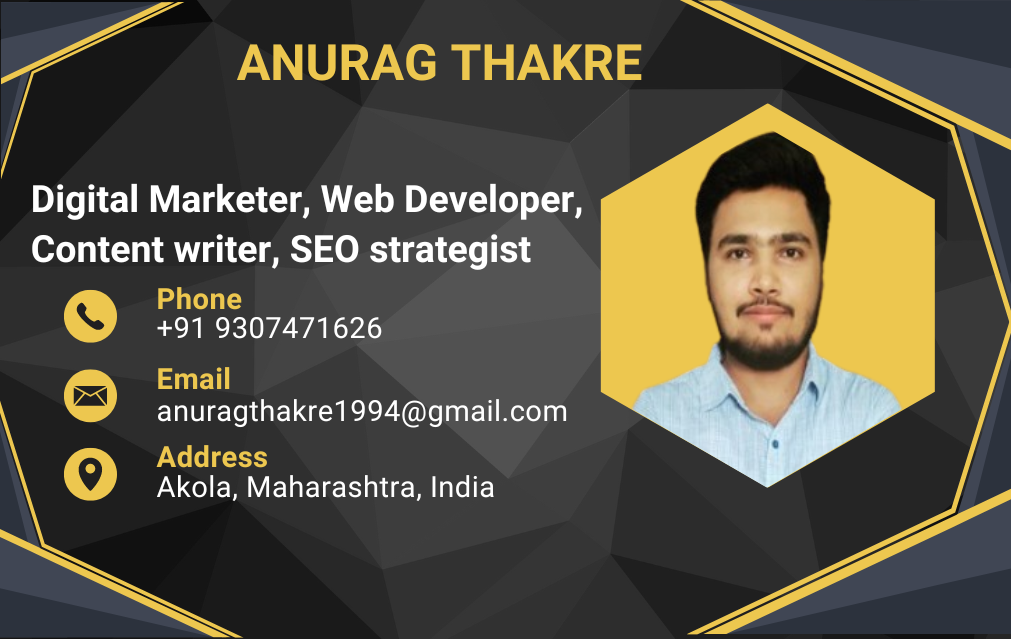 ANURAG THAKRE
Digital Marketer, Web Developer,
Content writer, SEO strategist
Phone
+91 9307471626
Email
anuragthakre1994@gmail.com
Address
Akola, Maharashtra, India